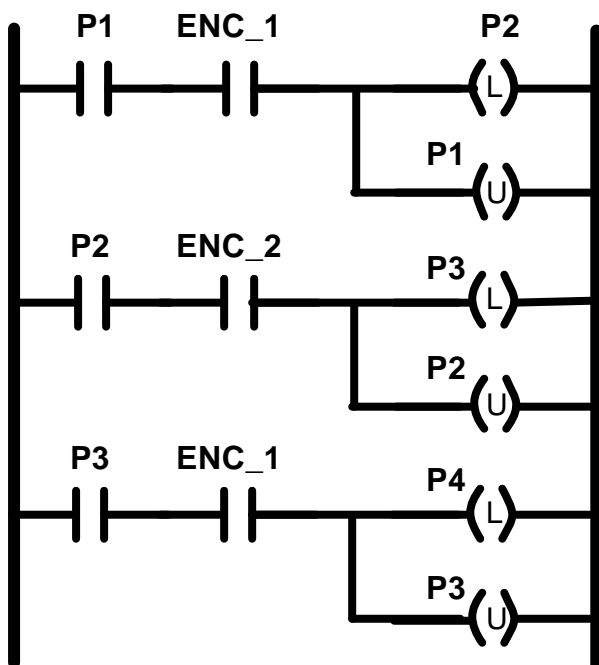 P1 ENC_1 P2
L
P1
U
P2 ENC_2 P3
L
P2
U
P3 ENC_1 P4
L
P3
U